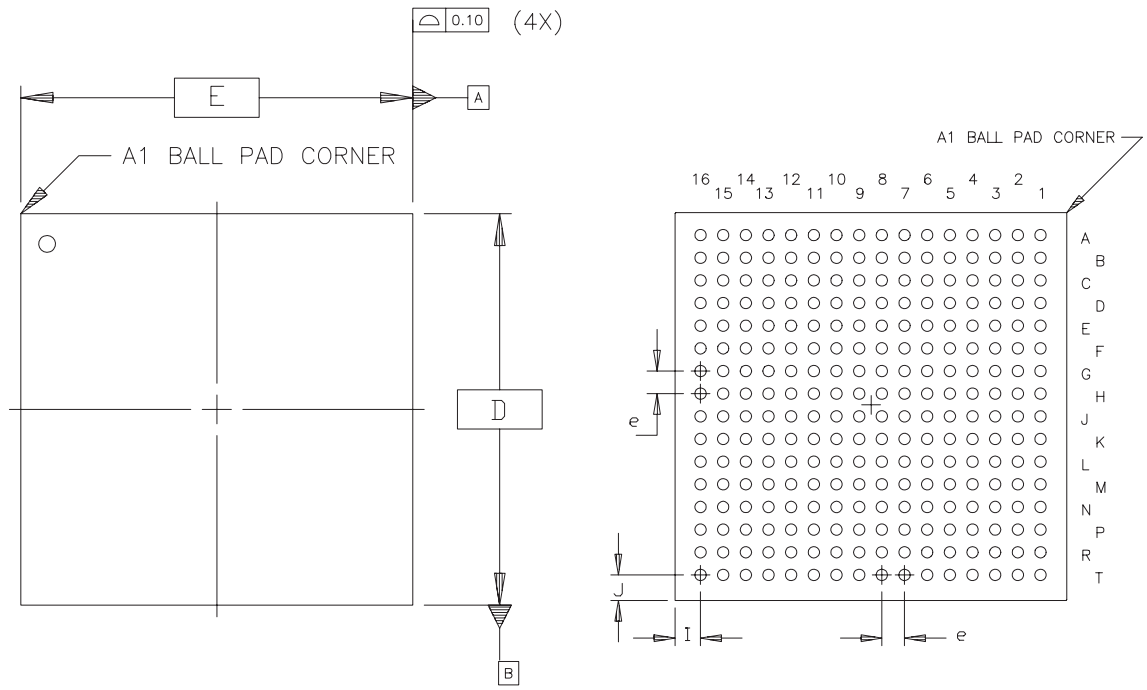 0.10 (4X)
E
A
A1 BALL PAD CORNER
D
B
A1 BALL PAD CORNER
16 14 12 10 8 6 4 2
15 13 11 9 7 5 3 1
A
B
C
D
E
F
G
H
J
K
L
M
N
P
R
T
e
J
I
e